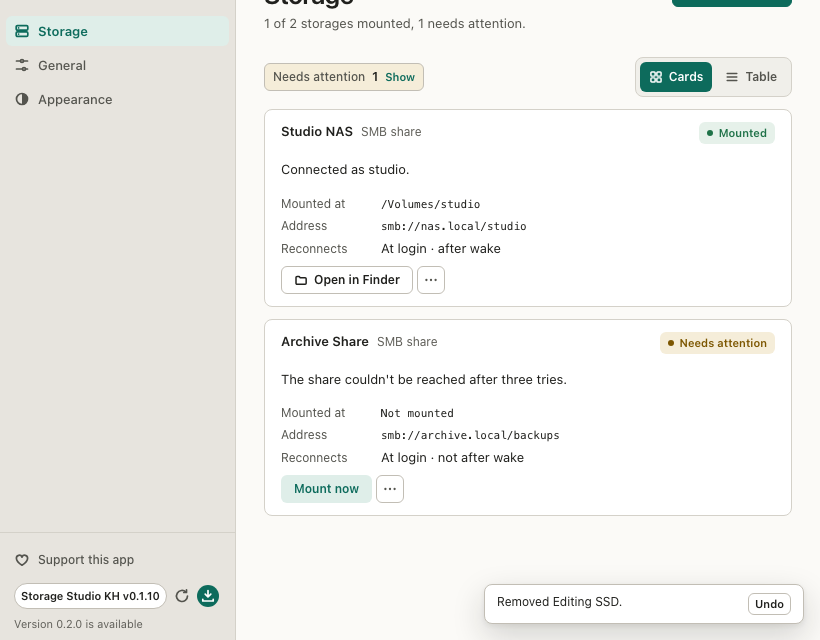 Storage
General
Appearance
Support this app
Storage Studio KH v0.1.10
Version 0.2.0 is available
Storage
1 of 2 storages mounted, 1 needs attention.
Needs attention 1 Show
Cards
Table
Studio NAS SMB share
Mounted
Connected as studio.
Mounted at /Volumes/studio
Address smb://nas.local/studio
Reconnects At login · after wake
Open in Finder ···
Archive Share SMB share
Needs attention
The share couldn't be reached after three tries.
Mounted at Not mounted
Address smb://archive.local/backups
Reconnects At login · not after wake
Mount now ···
Removed Editing SSD.
Undo